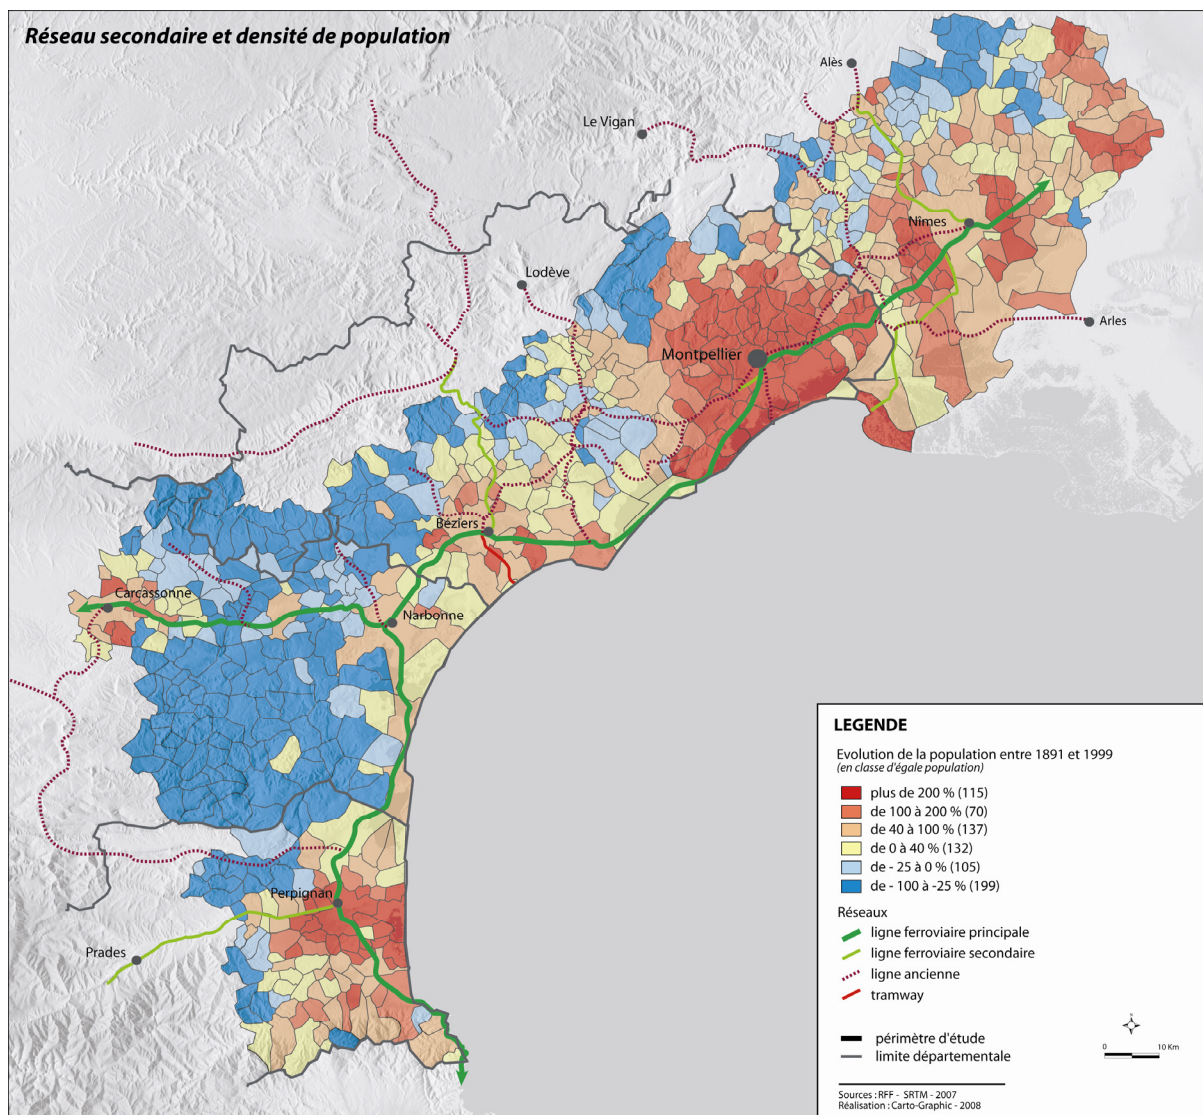 Réseau secondaire et densité de population
Alès
Le Vigan
Nîmes
Lodève
Arles
Montpellier
Béziers
Carcassonne
Narbonne
Perpignan
Prades
LEGENDE
Evolution de la population entre 1891 et 1999
(en classe d'égale population)
plus de 200 % (115)
de 100 à 200 % (70)
de 40 à 100 % (137)
de 0 à 40 % (132)
de - 25 à 0 % (105)
de - 100 à -25 % (199)
Réseaux
ligne ferroviaire principale
ligne ferroviaire secondaire
ligne ancienne
tramway
périmètre d'étude
limite départementale
0 10 Km
Sources : RFF - SRTM - 2007
Réalisation : Carto-Graphic - 2008